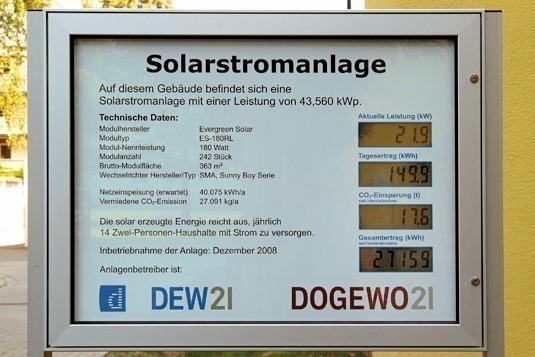 Solarstromanlage
Auf diesem Gebäude befindet sich eine
Solarstromanlage mit einer Leistung von 43,560 kWp.
Technische Daten:
Modulhersteller Evergreen Solar
Modultyp ES-180RL
Modul-Nennleistung 180 Watt
Modulanzahl 242 Stück
Brutto-Modulfläche 363 m²
Wechselrichter Hersteller/Typ SMA, Sunny Boy Serie
Netzeinspeisung (erwartet) 40.075 kWh/a
Vermiedene CO₂-Emission 27.091 kg/a
Die solar erzeugte Energie reicht aus, jährlich
14 Zwei-Personen-Haushalte mit Strom zu versorgen.
Inbetriebnahme der Anlage: Dezember 2008
Anlagenbetreiber ist:
DEW21 DOGEWO21
Aktuelle Leistung (kW)
21.9
Tagesertrag (kWh)
149.9
CO₂-Einsparung (t)
seit Inbetriebnahme
17.6
Gesamtertrag (kWh)
seit Inbetriebnahme
27159